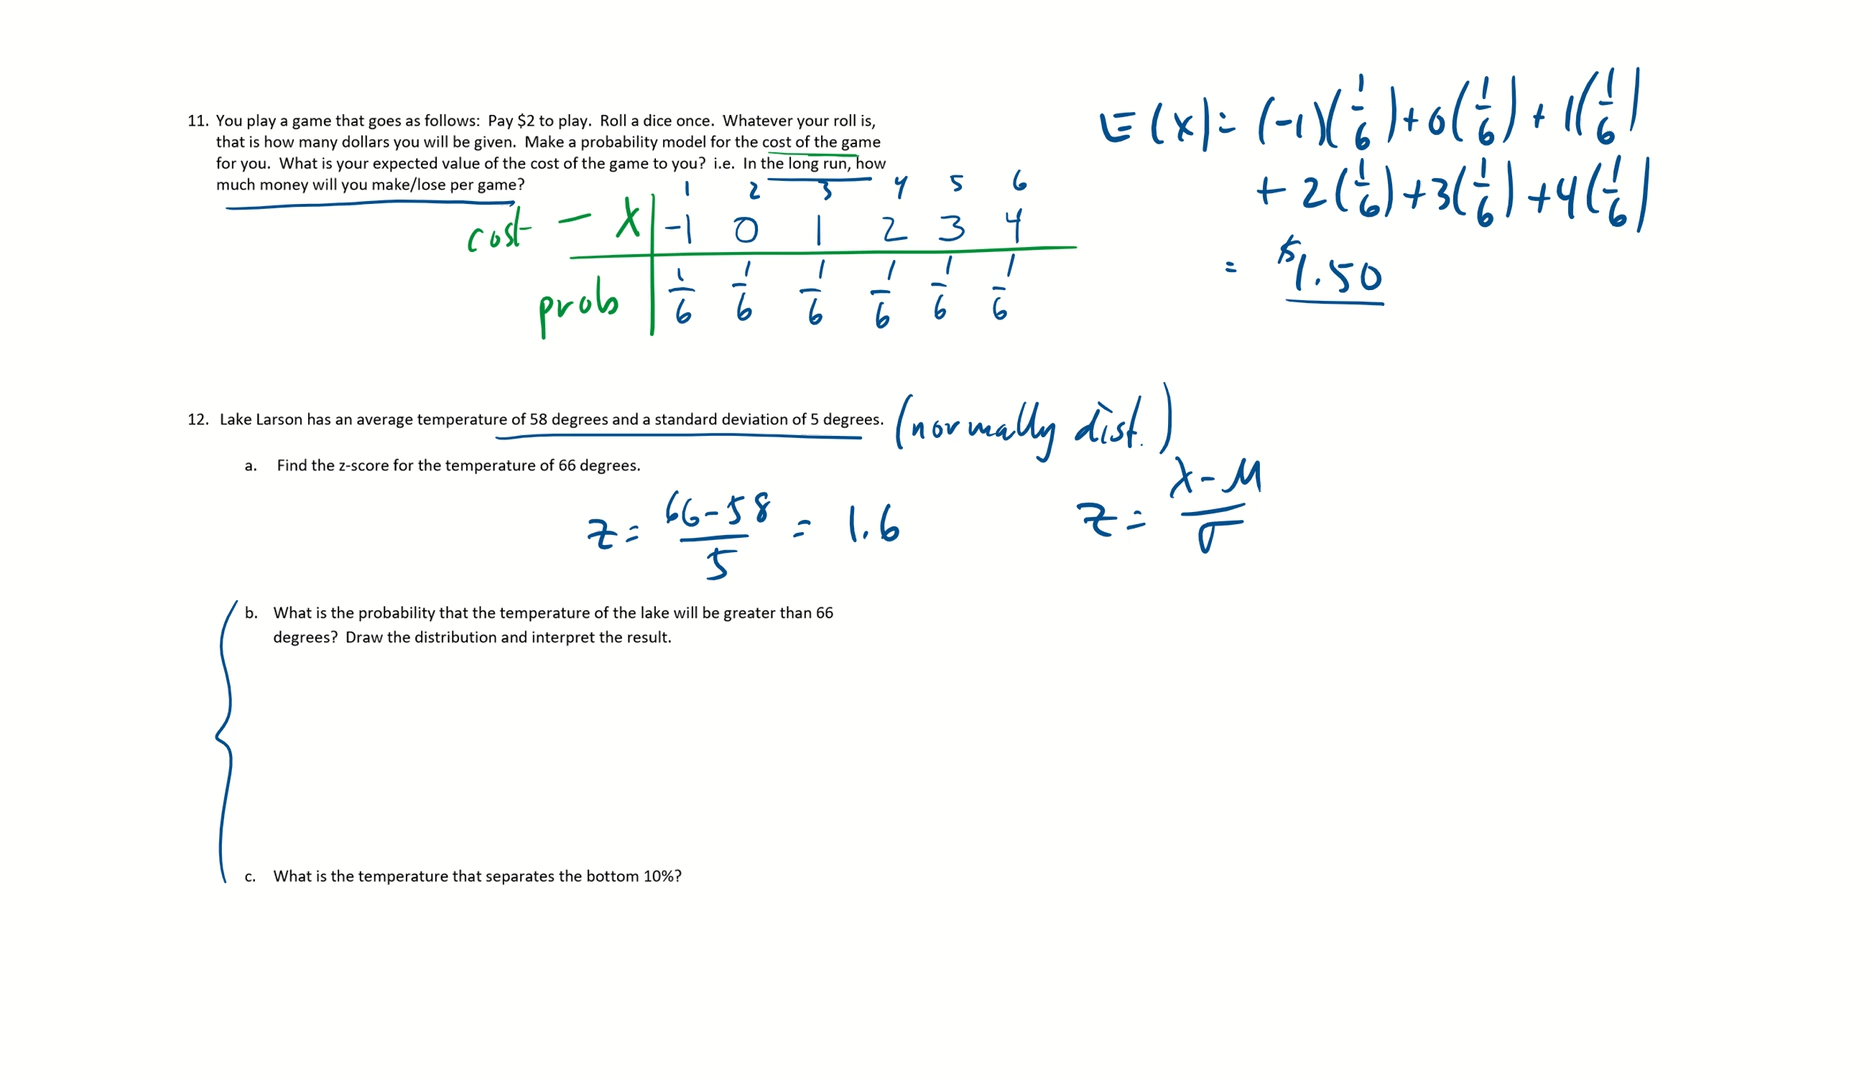 11. You play a game that goes as follows: Pay $2 to play. Roll a dice once. Whatever your roll is,
that is how many dollars you will be given. Make a probability model for the cost of the game
for you. What is your expected value of the cost of the game to you? i.e. In the long run, how
much money will you make/lose per game?
1 2 3 4 5 6
cost – X -1 0 1 2 3 4
prob 1/6 1/6 1/6 1/6 1/6 1/6
E(X) = (-1)(1/6) + 0(1/6) + 1(1/6)
+ 2(1/6) + 3(1/6) + 4(1/6)
= $1.50
12. Lake Larson has an average temperature of 58 degrees and a standard deviation of 5 degrees. (normally dist.)
a. Find the z-score for the temperature of 66 degrees.
z = (66-58)/5 = 1.6
z = (x-μ)/σ
b. What is the probability that the temperature of the lake will be greater than 66
degrees? Draw the distribution and interpret the result.
c. What is the temperature that separates the bottom 10%?